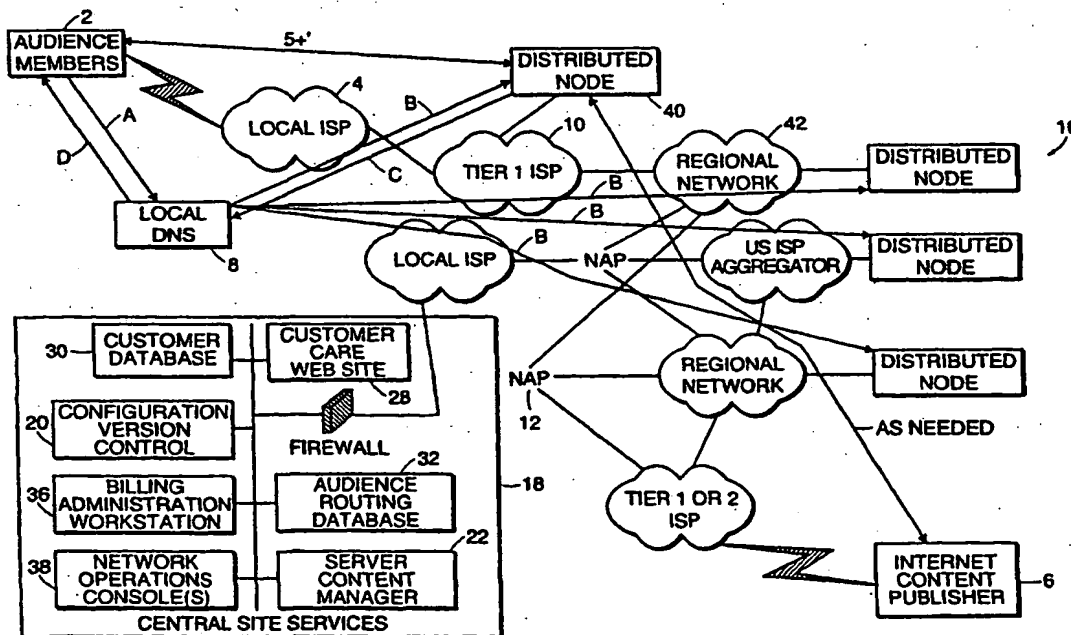 2
AUDIENCE
MEMBERS
5+'
DISTRIBUTED
NODE
40
4
LOCAL ISP
A
D
B
C
10
TIER 1 ISP
42
REGIONAL
NETWORK
DISTRIBUTED
NODE
B
B
B
LOCAL
DNS
8
LOCAL ISP
NAP
US ISP
AGGREGATOR
DISTRIBUTED
NODE
REGIONAL
NETWORK
DISTRIBUTED
NODE
NAP
12
AS NEEDED
TIER 1 OR 2
ISP
INTERNET
CONTENT
PUBLISHER
6
30
CUSTOMER
DATABASE
CUSTOMER
CARE
WEB SITE
28
20
CONFIGURATION
VERSION
CONTROL
FIREWALL
36
BILLING
ADMINISTRATION
WORKSTATION
32
AUDIENCE
ROUTING
DATABASE
18
38
NETWORK
OPERATIONS
CONSOLE(S)
22
SERVER
CONTENT
MANAGER
CENTRAL SITE SERVICES